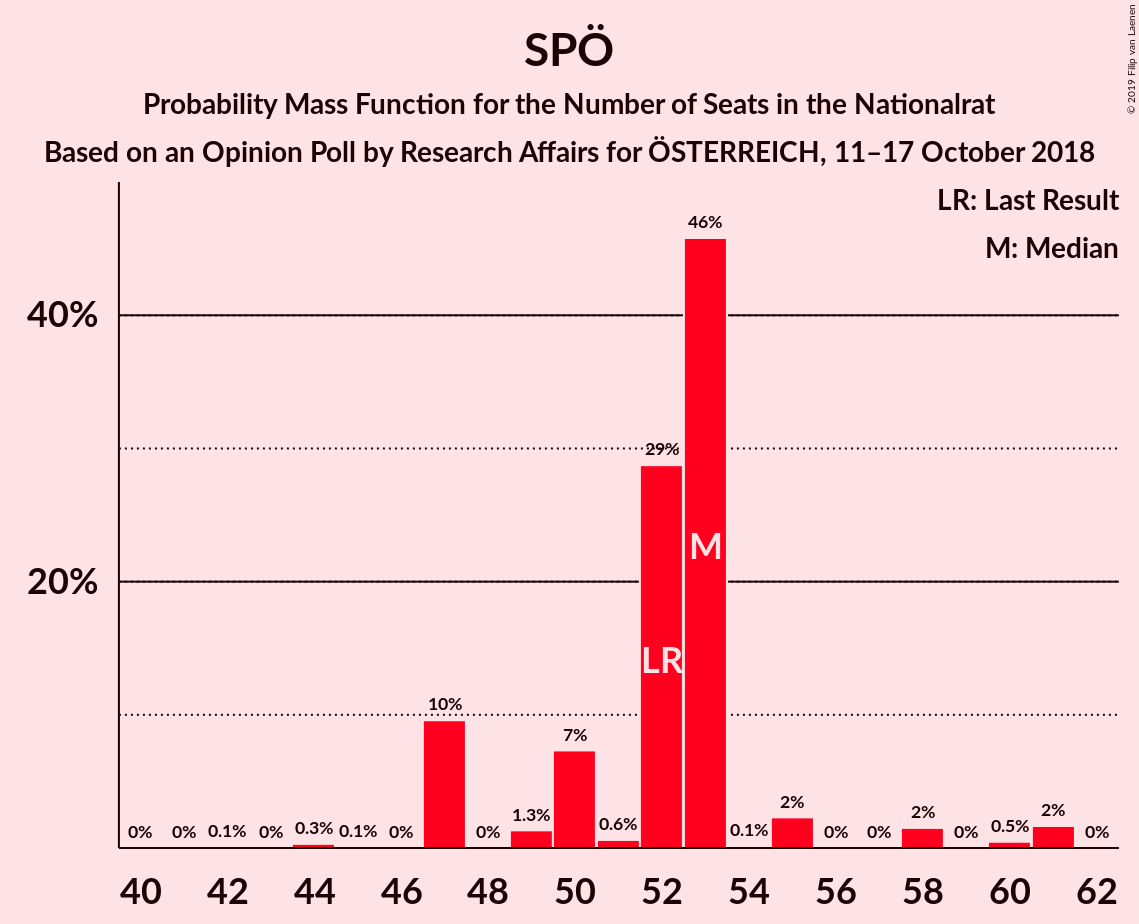 SPÖ
Probability Mass Function for the Number of Seats in the Nationalrat
Based on an Opinion Poll by Research Affairs for ÖSTERREICH, 11–17 October 2018
© 2019 Filip van Laenen
LR: Last Result
M: Median
46%
40%
29%
M
20%
LR
10%
7%
0% 0% 0.1% 0% 0.3% 0.1% 0% 0% 1.3% 0.6% 0.1% 2% 0% 0% 2% 0% 0.5% 2% 0%
40 42 44 46 48 50 52 54 56 58 60 62